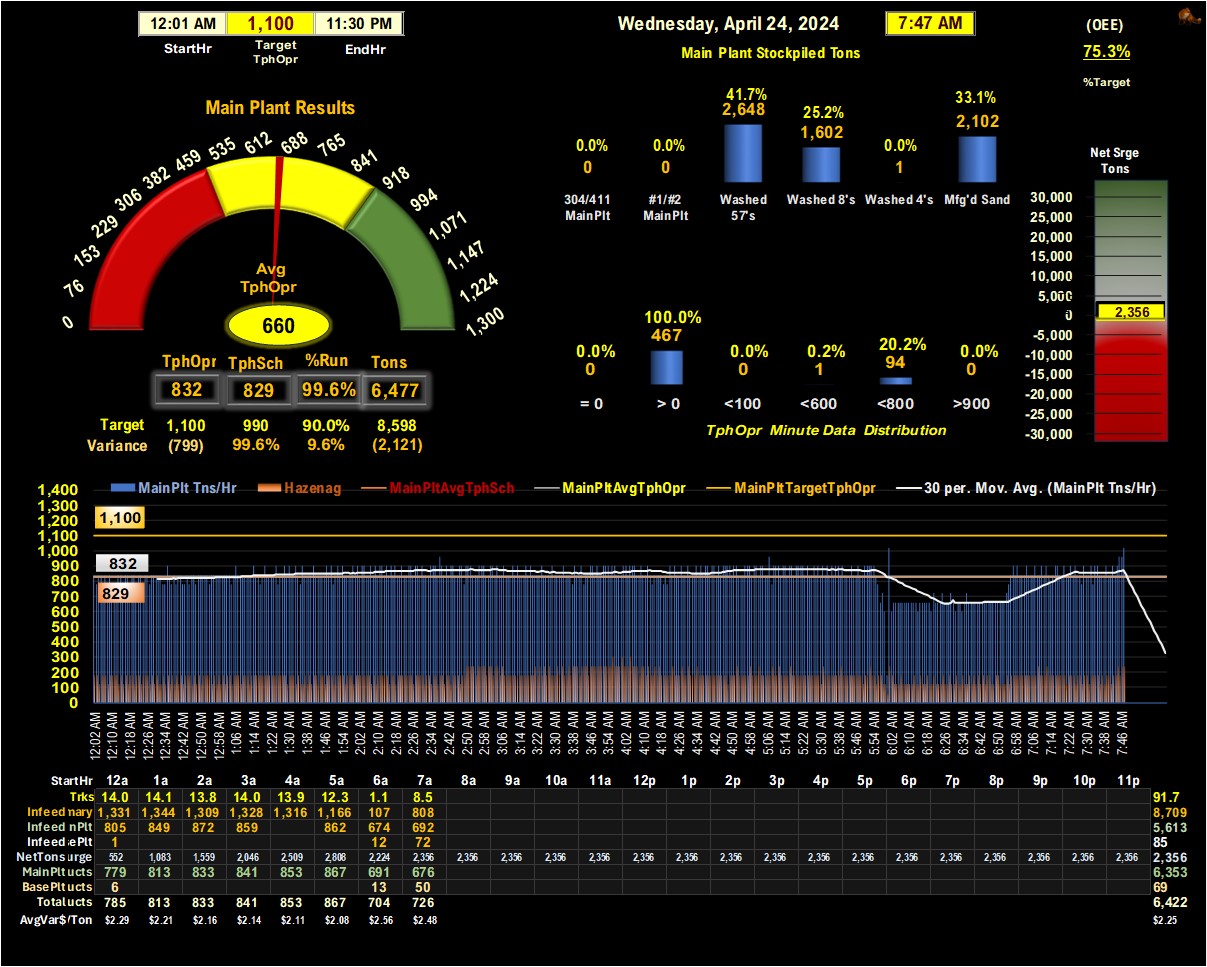 12:01 AM 1,100 11:30 PM
StartHr Target TphOpr EndHr
Wednesday, April 24, 2024 7:47 AM
(OEE)
75.3%
%Target
Main Plant Stockpiled Tons
0.0% 0.0% 41.7% 25.2% 0.0% 33.1%
0 0 2,648 1,602 1 2,102
304/411 MainPlt #1/#2 MainPlt Washed 57's Washed 8's Washed 4's Mfg'd Sand
Main Plant Results
0 76 153 229 306 382 459 535 612 688 765 841 918 994 1,071 1,147 1,224 1,300
Avg
TphOpr
660
TphOpr TphSch %Run Tons
832 829 99.6% 6,477
Target 1,100 990 90.0% 8,598
Variance (799) 99.6% 9.6% (2,121)
0.0% 100.0% 0.0% 0.2% 20.2% 0.0%
0 467 0 1 94 0
= 0 > 0 <100 <600 <800 >900
TphOpr Minute Data Distribution
Net Srge
Tons
30,000
25,000
20,000
15,000
10,000
5,000
0
2,356
-5,000
-10,000
-15,000
-20,000
-25,000
-30,000
MainPlt Tns/Hr Hazenag MainPltAvgTphSch MainPltAvgTphOpr MainPltTargetTphOpr 30 per. Mov. Avg. (MainPlt Tns/Hr)
1,400
1,300
1,200
1,100
1,000
900
800
700
600
500
400
300
200
100
0
1,100
832
829
12:02 AM 12:10 AM 12:18 AM 12:26 AM 12:34 AM 12:42 AM 12:50 AM 12:58 AM 1:06 AM 1:14 AM 1:22 AM 1:30 AM 1:38 AM 1:46 AM 1:54 AM 2:02 AM 2:10 AM 2:18 AM 2:26 AM 2:34 AM 2:42 AM 2:50 AM 2:58 AM 3:06 AM 3:14 AM 3:22 AM 3:30 AM 3:38 AM 3:46 AM 3:54 AM 4:02 AM 4:10 AM 4:18 AM 4:26 AM 4:34 AM 4:42 AM 4:50 AM 4:58 AM 5:06 AM 5:14 AM 5:22 AM 5:30 AM 5:38 AM 5:46 AM 5:54 AM 6:02 AM 6:10 AM 6:18 AM 6:26 AM 6:34 AM 6:42 AM 6:50 AM 6:58 AM 7:06 AM 7:14 AM 7:22 AM 7:30 AM 7:38 AM 7:46 AM
StartHr 12a 1a 2a 3a 4a 5a 6a 7a 8a 9a 10a 11a 12p 1p 2p 3p 4p 5p 6p 7p 8p 9p 10p 11p
Trks 14.0 14.1 13.8 14.0 13.9 12.3 1.1 8.5 91.7
Infeed mary 1,331 1,344 1,309 1,328 1,316 1,166 107 808 8,709
Infeed nPlt 805 849 872 859 862 674 692 5,613
Infeed ePlt 1 12 72 85
NetTons urge 552 1,083 1,559 2,046 2,509 2,808 2,224 2,356 2,356 2,356 2,356 2,356 2,356 2,356 2,356 2,356 2,356 2,356 2,356 2,356 2,356 2,356 2,356 2,356 2,356
MainPl ucts 779 813 833 841 853 867 691 676 6,353
BasePlt ucts 6 13 50 69
Total ucts 785 813 833 841 853 867 704 726 6,422
AvgVar$/Ton $2.29 $2.21 $2.16 $2.14 $2.11 $2.08 $2.56 $2.48 $2.25